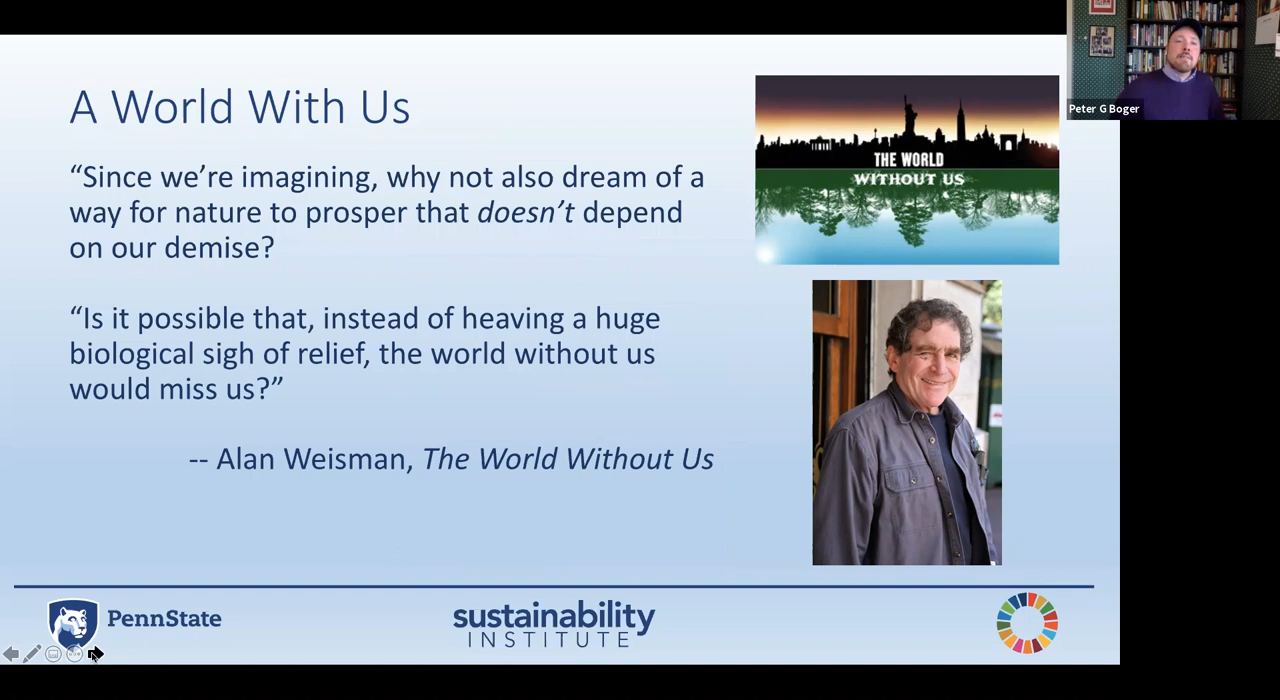 A World With Us
“Since we’re imagining, why not also dream of a
way for nature to prosper that doesn’t depend
on our demise?
“Is it possible that, instead of heaving a huge
biological sigh of relief, the world without us
would miss us?”
-- Alan Weisman, The World Without Us
THE WORLD
WITHOUT US
Peter G Boger
PennState
sustainability
INSTITUTE